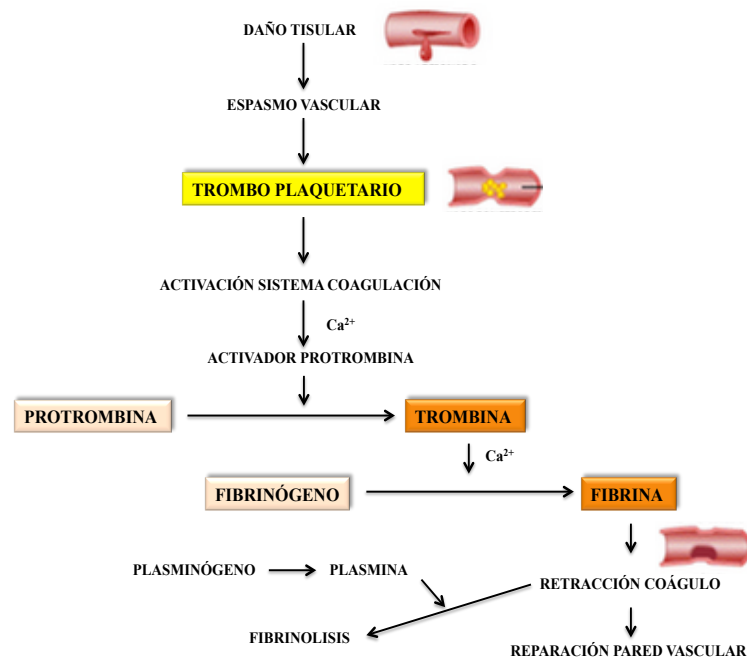 DAÑO TISULAR
ESPASMO VASCULAR
TROMBO PLAQUETARIO
ACTIVACIÓN SISTEMA COAGULACIÓN
Ca²⁺
ACTIVADOR PROTROMBINA
PROTROMBINA
TROMBINA
Ca²⁺
FIBRINÓGENO
FIBRINA
PLASMINÓGENO
PLASMINA
RETRACCIÓN COÁGULO
FIBRINOLISIS
REPARACIÓN PARED VASCULAR